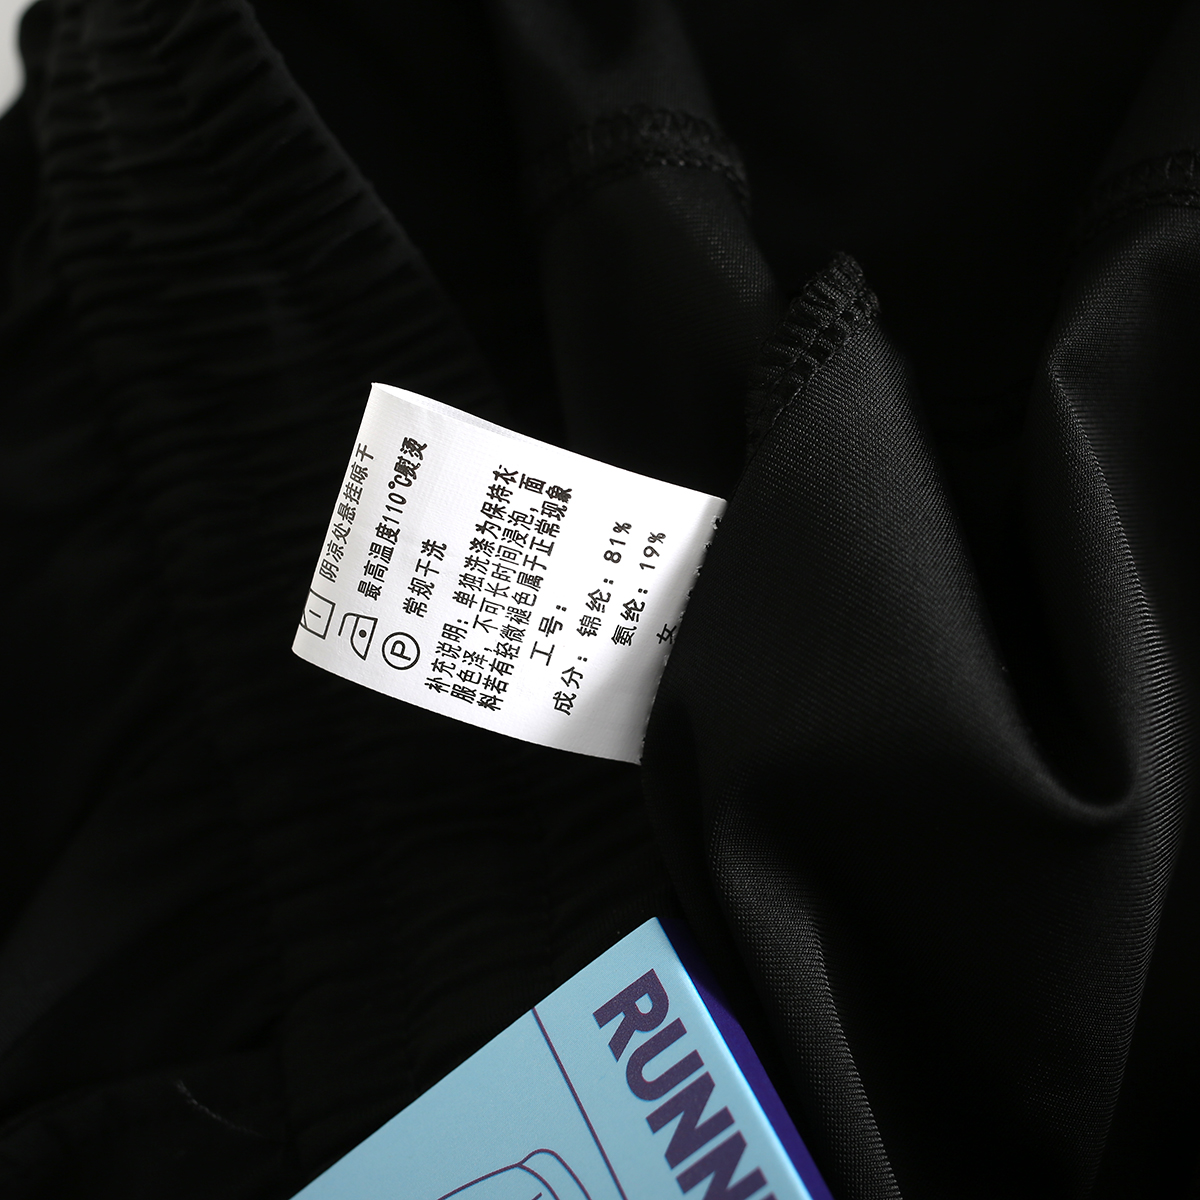 阴凉处悬挂晾干
最高温度110℃熨烫
P 常规干洗
补充说明：单独洗涤为保持衣
服色泽，不可长时间浸泡，面
料若有轻微褪色属于正常现象
工号：
成分： 锦纶：81%
氨纶：19%
女
RUNN